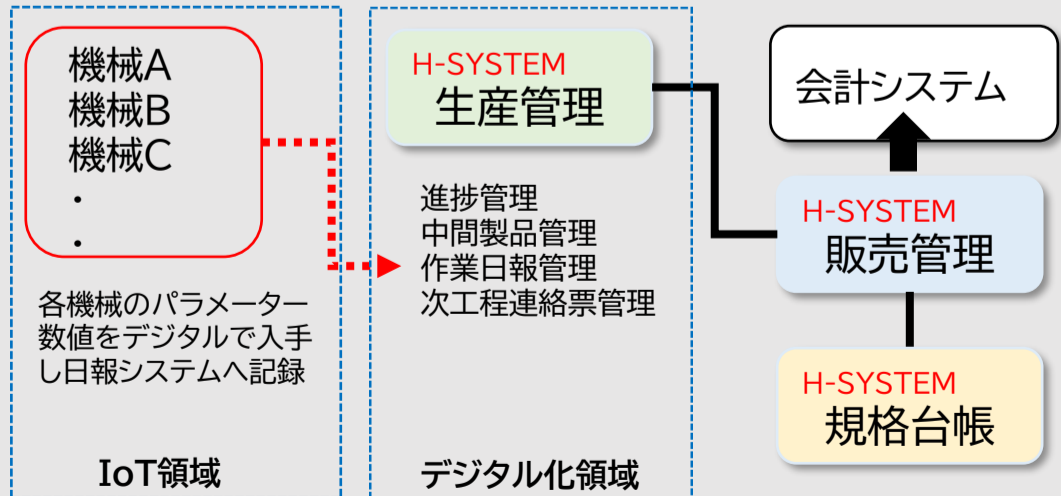 機械A
機械B
機械C
・
・
各機械のパラメーター
数値をデジタルで入手
し日報システムへ記録
IoT領域
H-SYSTEM
生産管理
進捗管理
中間製品管理
作業日報管理
次工程連絡票管理
デジタル化領域
会計システム
H-SYSTEM
販売管理
H-SYSTEM
規格台帳